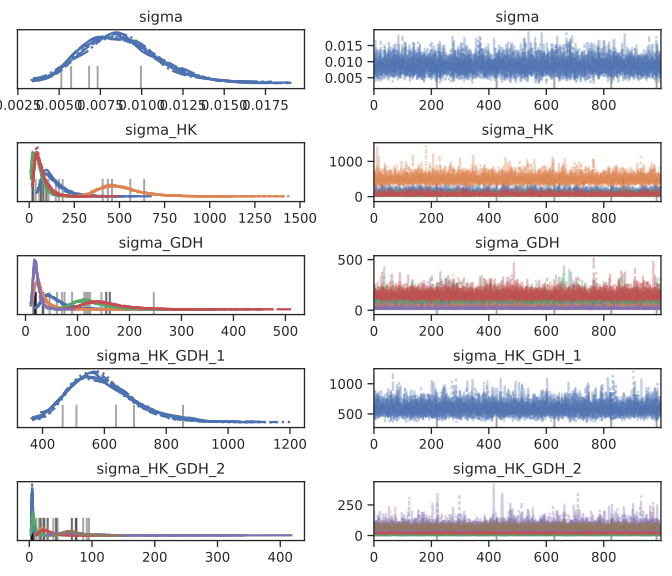 sigma sigma
0.0025 0.0050 0.0075 0.0100 0.0125 0.0150 0.0175 0.015 0.010 0.005 0 200 400 600 800
sigma_HK sigma_HK
0 250 500 750 1000 1250 1500 1000 0 0 200 400 600 800
sigma_GDH sigma_GDH
0 100 200 300 400 500 500 0 0 200 400 600 800
sigma_HK_GDH_1 sigma_HK_GDH_1
400 600 800 1000 1200 1000 500 0 200 400 600 800
sigma_HK_GDH_2 sigma_HK_GDH_2
0 100 200 300 400 250 0 0 200 400 600 800